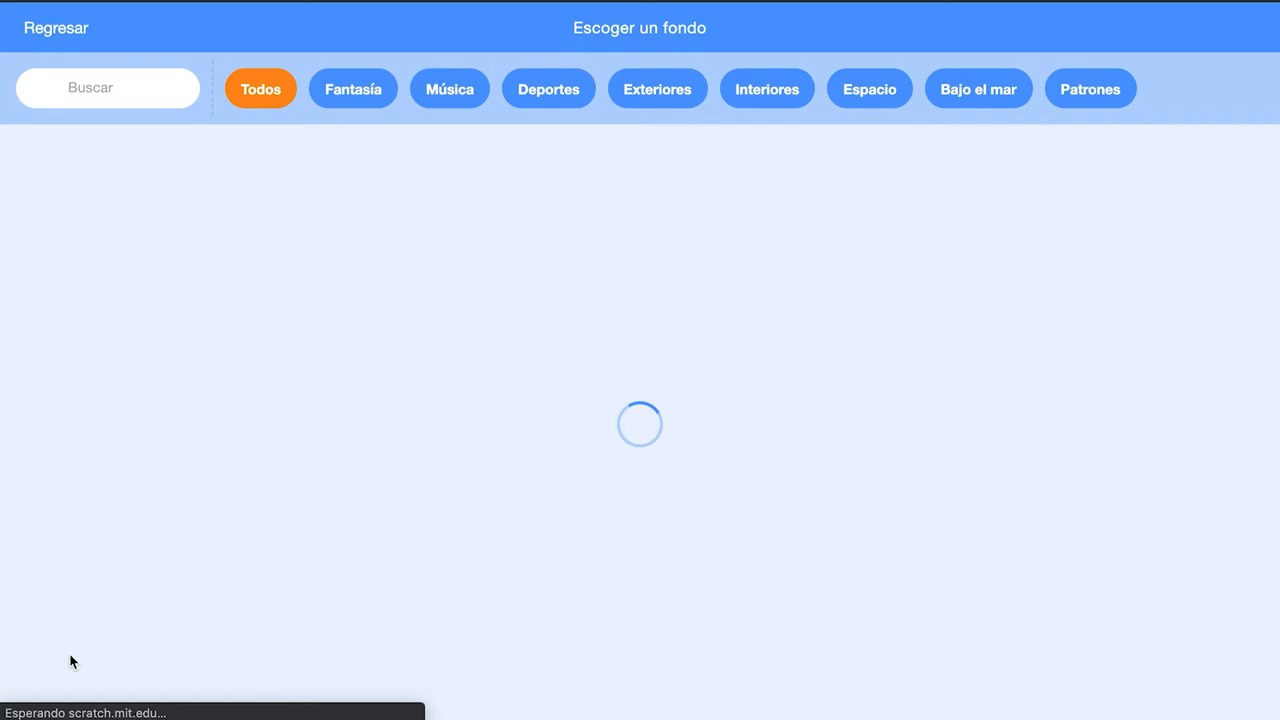 Regresar
Escoger un fondo
Buscar
Todos
Fantasía
Música
Deportes
Exteriores
Interiores
Espacio
Bajo el mar
Patrones
Esperando scratch.mit.edu...